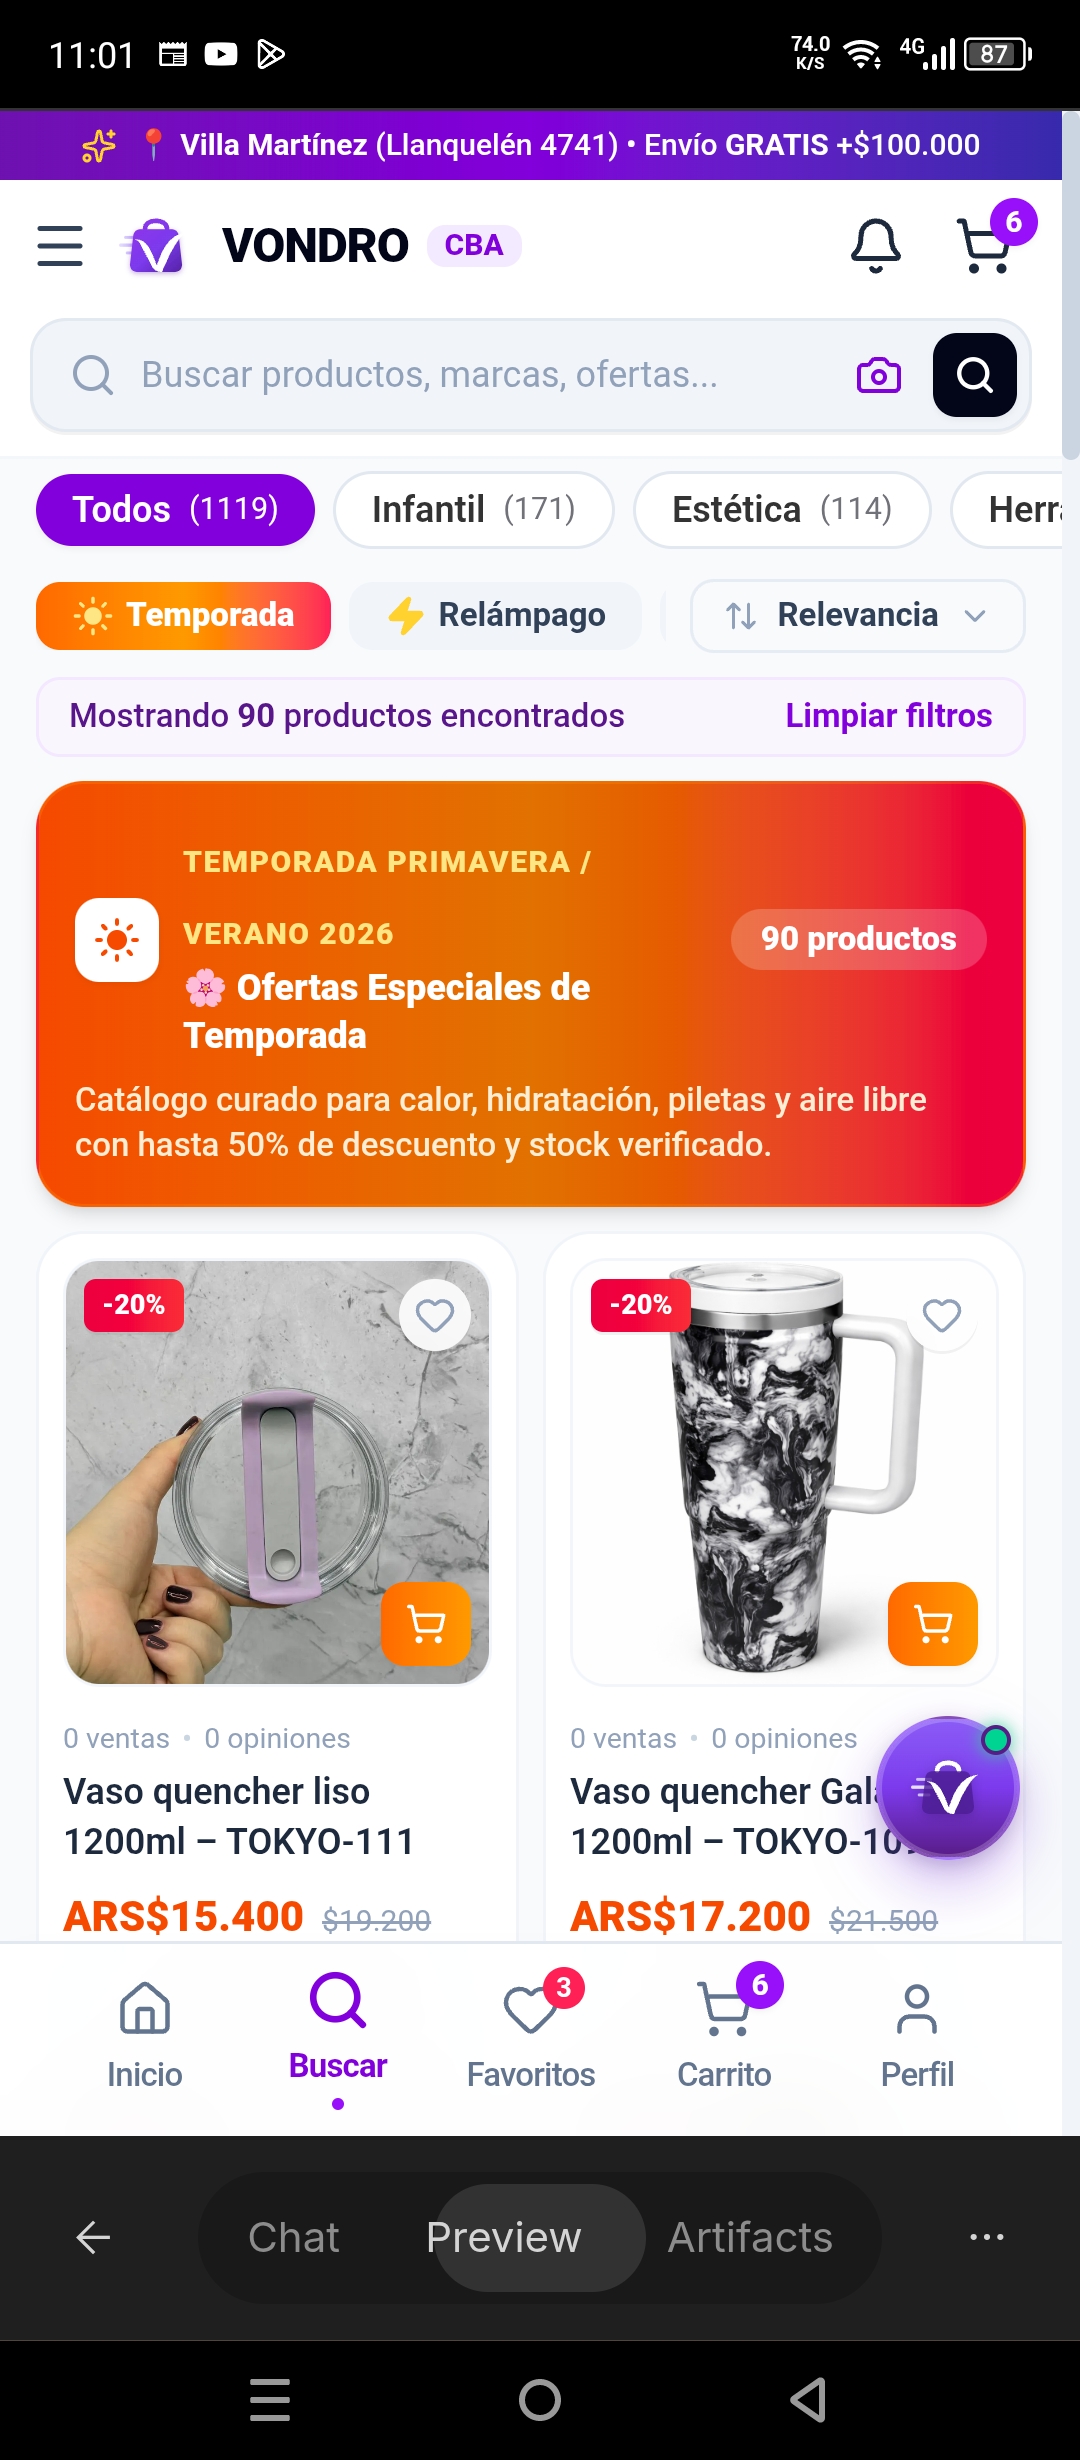 11:01
74.0
K/S
4G
87
Villa Martínez (Llanquelén 4741) • Envío GRATIS +$100.000
VONDRO CBA
6
Buscar productos, marcas, ofertas...
Todos (1119)
Infantil (171)
Estética (114)
Herra
Temporada
Relámpago
Relevancia
Mostrando 90 productos encontrados
Limpiar filtros
TEMPORADA PRIMAVERA /
VERANO 2026
90 productos
🌸 Ofertas Especiales de
Temporada
Catálogo curado para calor, hidratación, piletas y aire libre
con hasta 50% de descuento y stock verificado.
-20%
-20%
0 ventas • 0 opiniones
Vaso quencher liso
1200ml – TOKYO-111
ARS$15.400 $19.200
0 ventas • 0 opiniones
Vaso quencher Gala
1200ml – TOKYO-10
ARS$17.200 $21.500
Inicio
Buscar
3
Favoritos
6
Carrito
Perfil
Chat
Preview
Artifacts